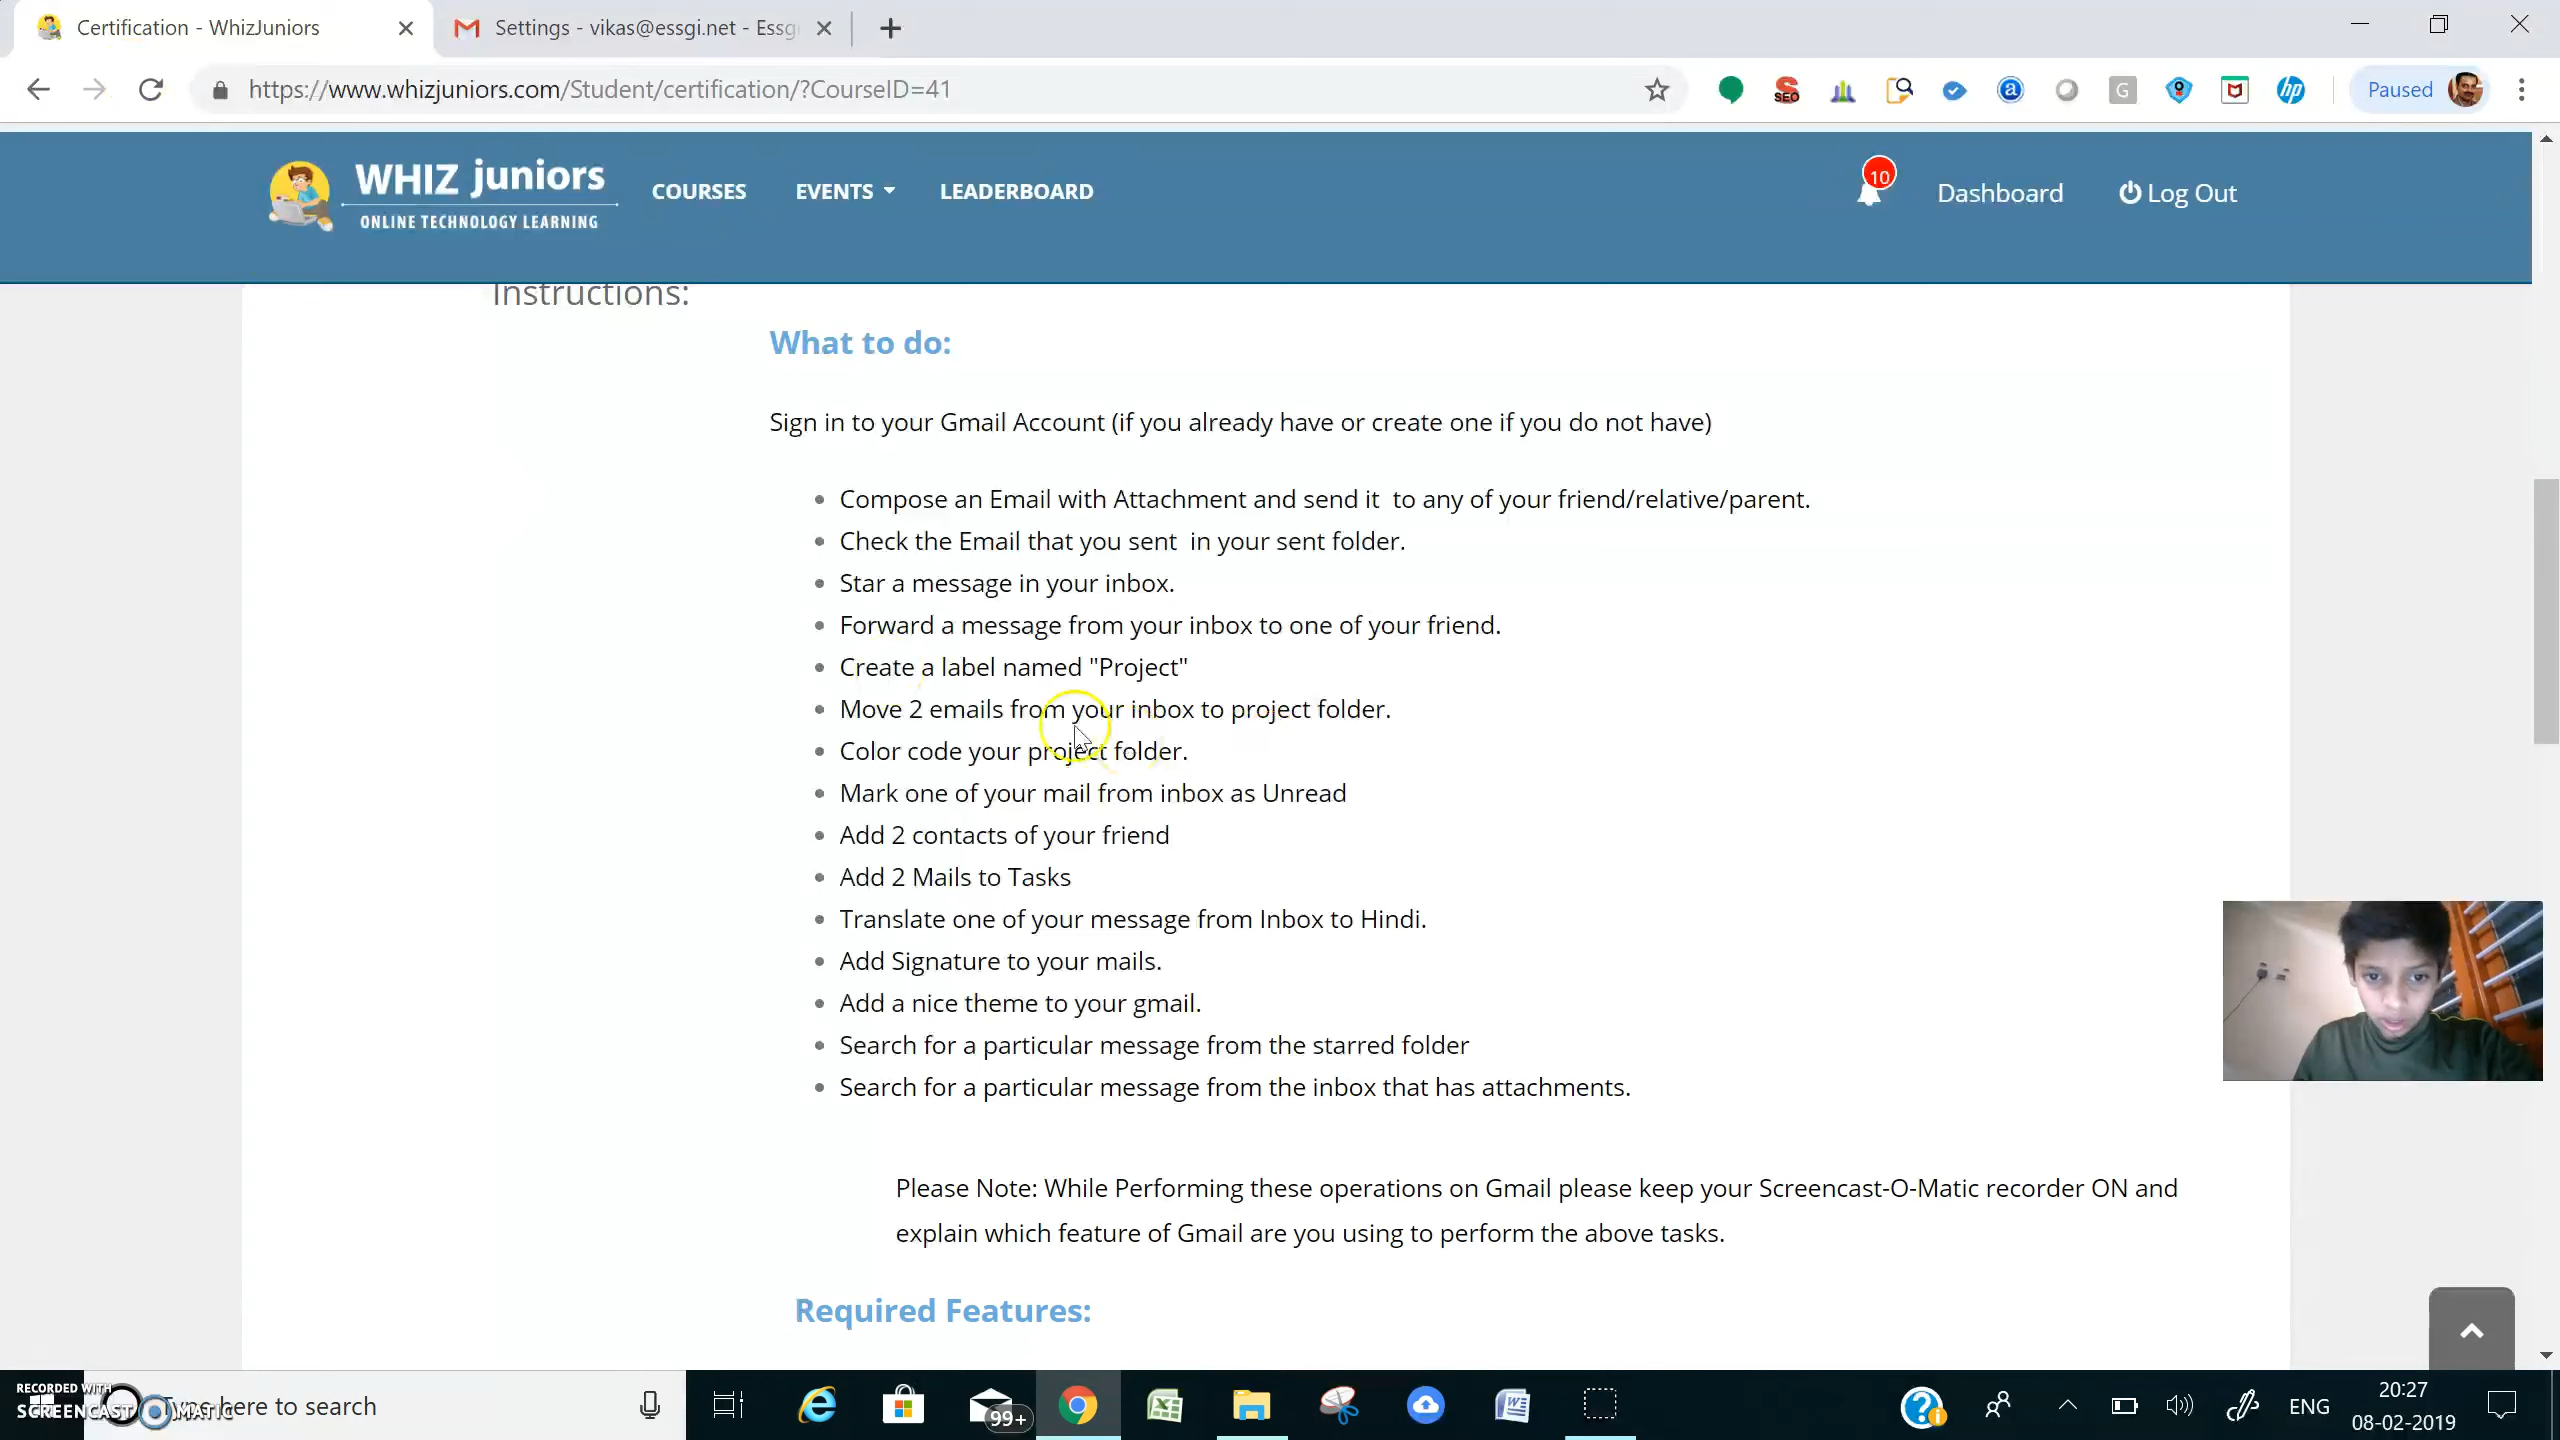 Certification - WhizJuniors
Settings - vikas@essgi.net - Essgi
https://www.whizjuniors.com/Student/certification/?CourseID=41
SEO
a
G
hp
Paused
WHIZ juniors
ONLINE TECHNOLOGY LEARNING
COURSES
EVENTS
LEADERBOARD
10
Dashboard
Log Out
Instructions:
What to do:
Sign in to your Gmail Account (if you already have or create one if you do not have)
Compose an Email with Attachment and send it to any of your friend/relative/parent.
Check the Email that you sent in your sent folder.
Star a message in your inbox.
Forward a message from your inbox to one of your friend.
Create a label named "Project"
Move 2 emails from your inbox to project folder.
Color code your project folder.
Mark one of your mail from inbox as Unread
Add 2 contacts of your friend
Add 2 Mails to Tasks
Translate one of your message from Inbox to Hindi.
Add Signature to your mails.
Add a nice theme to your gmail.
Search for a particular message from the starred folder
Search for a particular message from the inbox that has attachments.
Please Note: While Performing these operations on Gmail please keep your Screencast-O-Matic recorder ON and
explain which feature of Gmail are you using to perform the above tasks.
Required Features:
RECORDED WITH
SCREENCAST MATIC
Type here to search
99+
ENG
20:27
08-02-2019